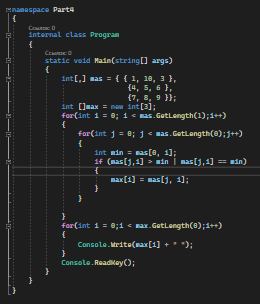 namespace Part4
{
Ссылок: 0
internal class Program
{
Ссылок: 0
static void Main(string[] args)
{
int[,] mas = { { 1, 10, 3 },
{4, 5, 6 },
{7, 8, 9 }};
int []max = new int[3];
for(int i = 0; i < mas.GetLength(1);i++)
{
for(int j = 0; j < mas.GetLength(0);j++)
{
int min = mas[0, i];
if (mas[j,i] > min | mas[j,i] == min)
{
max[i] = mas[j, i];
}
}
}
for(int i = 0;i < max.GetLength(0);i++)
{
Console.Write(max[i] + " ");
}
Console.ReadKey();
}
}
}